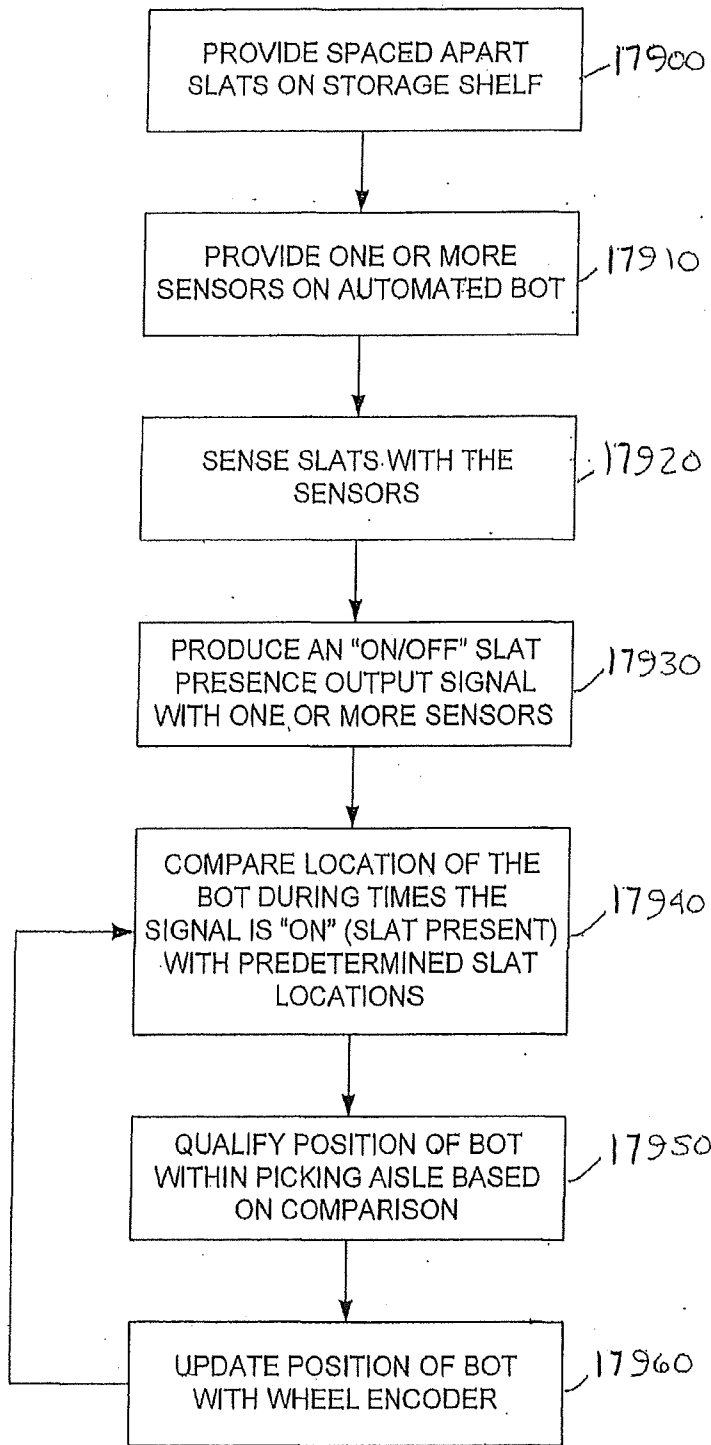 PROVIDE SPACED APART
SLATS ON STORAGE SHELF
17900
PROVIDE ONE OR MORE
SENSORS ON AUTOMATED BOT
17910
SENSE SLATS WITH THE
SENSORS
17920
PRODUCE AN "ON/OFF" SLAT
PRESENCE OUTPUT SIGNAL
WITH ONE OR MORE SENSORS
17930
COMPARE LOCATION OF THE
BOT DURING TIMES THE
SIGNAL IS "ON" (SLAT PRESENT)
WITH PREDETERMINED SLAT
LOCATIONS
17940
QUALIFY POSITION OF BOT
WITHIN PICKING AISLE BASED
ON COMPARISON
17950
UPDATE POSITION OF BOT
WITH WHEEL ENCODER
17960